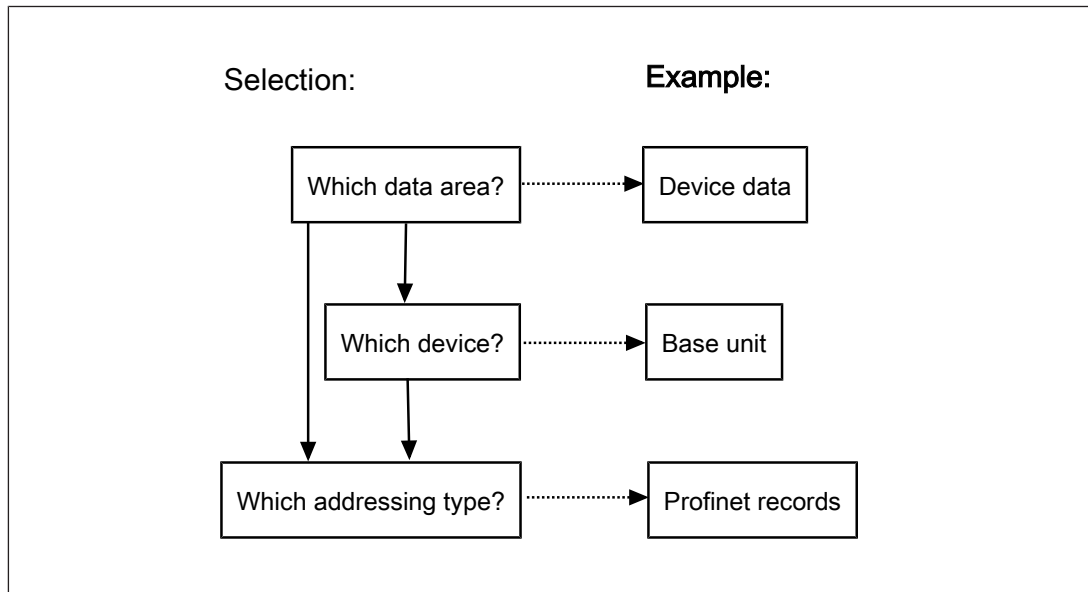 Selection:
Example:
Which data area?
Device data
Which device?
Base unit
Which addressing type?
Profinet records